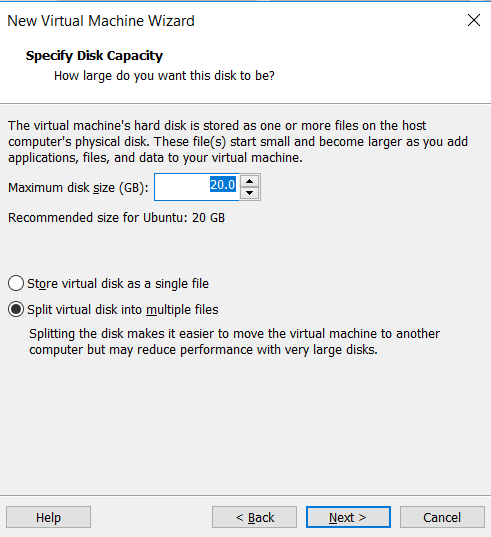 New Virtual Machine Wizard
Specify Disk Capacity
How large do you want this disk to be?
The virtual machine's hard disk is stored as one or more files on the host
computer's physical disk. These file(s) start small and become larger as you add
applications, files, and data to your virtual machine.
Maximum disk size (GB): 20.0
Recommended size for Ubuntu: 20 GB
Store virtual disk as a single file
Split virtual disk into multiple files
Splitting the disk makes it easier to move the virtual machine to another
computer but may reduce performance with very large disks.
Help < Back Next > Cancel